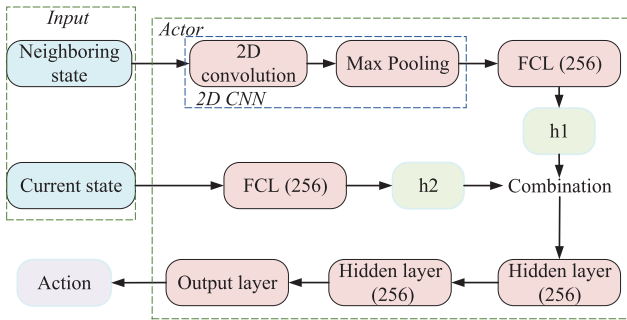 Input
Actor
Neighboring
state
2D
convolution
Max Pooling
FCL (256)
2D CNN
h1
Current state
FCL (256)
h2
Combination
Action
Output layer
Hidden layer
(256)
Hidden layer
(256)